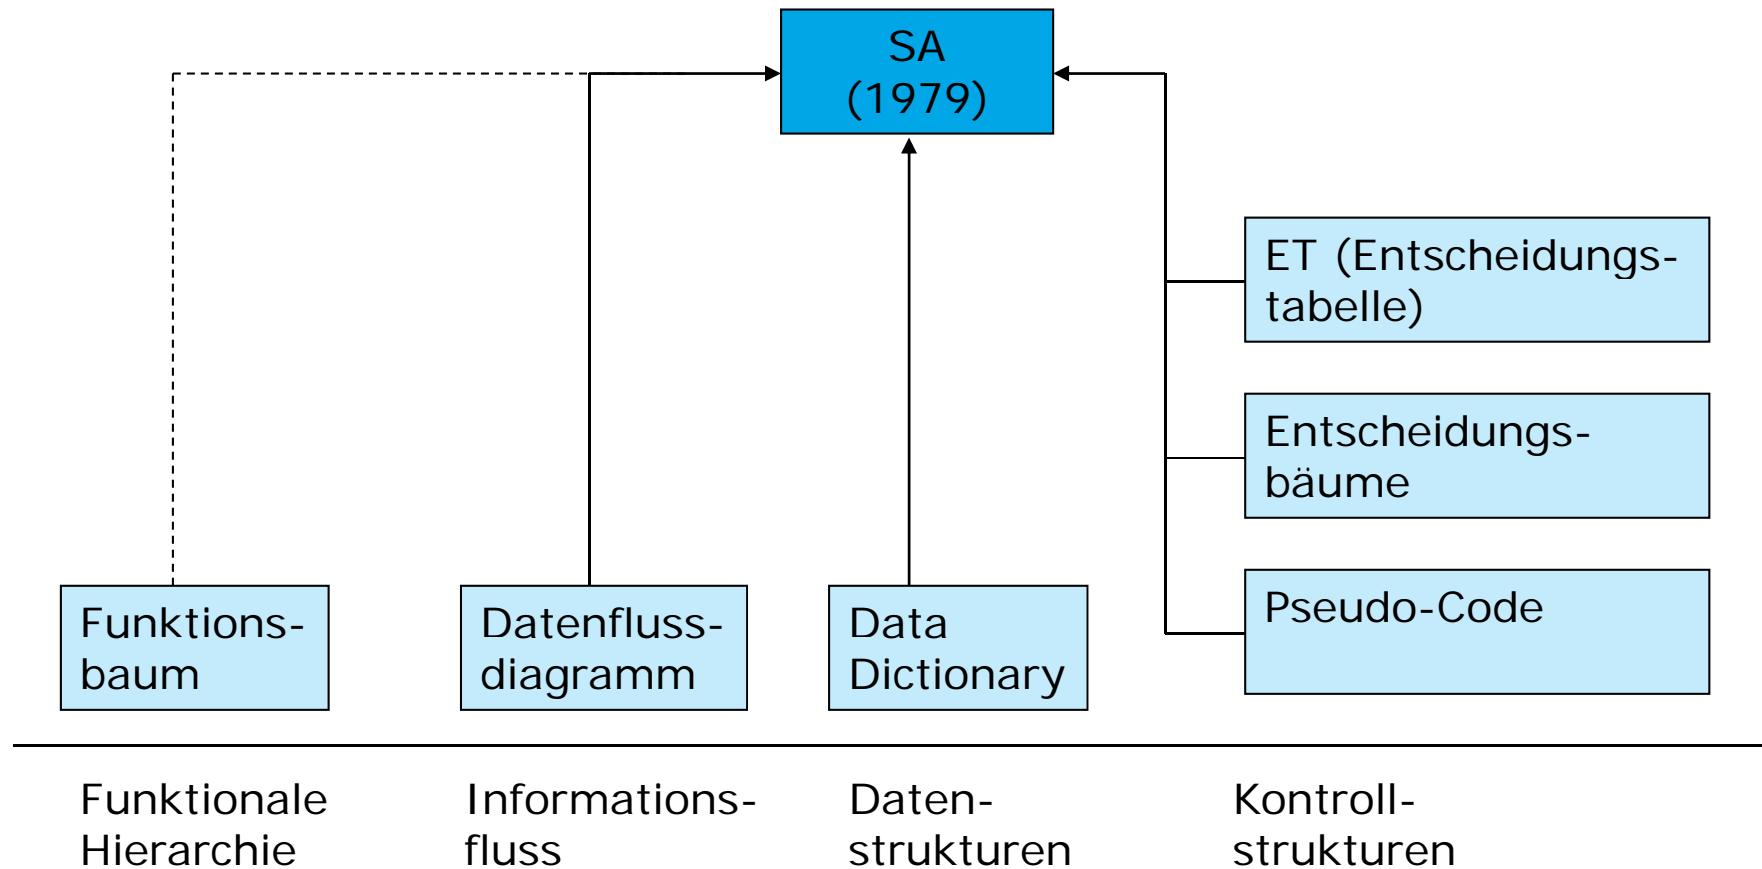 SA
(1979)
ET (Entscheidungs-
tabelle)
Entscheidungs-
bäume
Pseudo-Code
Funktions-
baum
Datenfluss-
diagramm
Data
Dictionary
Funktionale
Hierarchie
Informations-
fluss
Daten-
strukturen
Kontroll-
strukturen